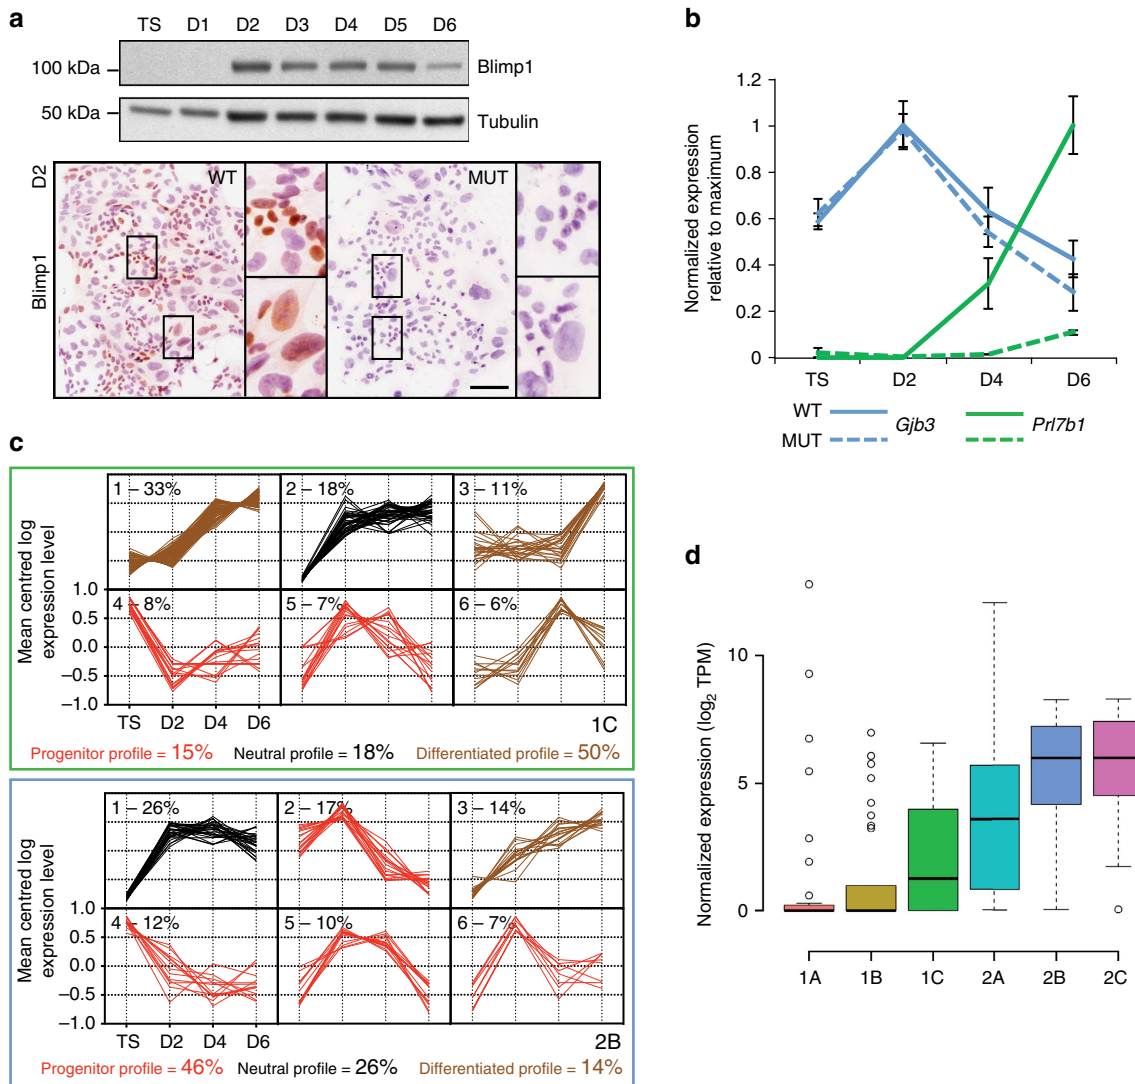 a
TS D1 D2 D3 D4 D5 D6
100 kDa
Blimp1
50 kDa
Tubulin
D2
Blimp1
WT
MUT
b
Normalized expression
relative to maximum
1.2
1
0.8
0.6
0.4
0.2
0
TS D2 D4 D6
WT
MUT
Gjb3
Prl7b1
c
Mean centred log
expression level
1 – 33%
2 – 18%
3 – 11%
4 – 8%
5 – 7%
6 – 6%
1.0
0.5
0.0
−0.5
−1.0
TS D2 D4 D6
1C
Progenitor profile = 15% Neutral profile = 18% Differentiated profile = 50%
Mean centred log
expression level
1 – 26%
2 – 17%
3 – 14%
4 – 12%
5 – 10%
6 – 7%
1.0
0.5
0.0
−0.5
−1.0
TS D2 D4 D6
2B
Progenitor profile = 46% Neutral profile = 26% Differentiated profile = 14%
d
Normalized expression (log2 TPM)
10
5
0
1A 1B 1C 2A 2B 2C